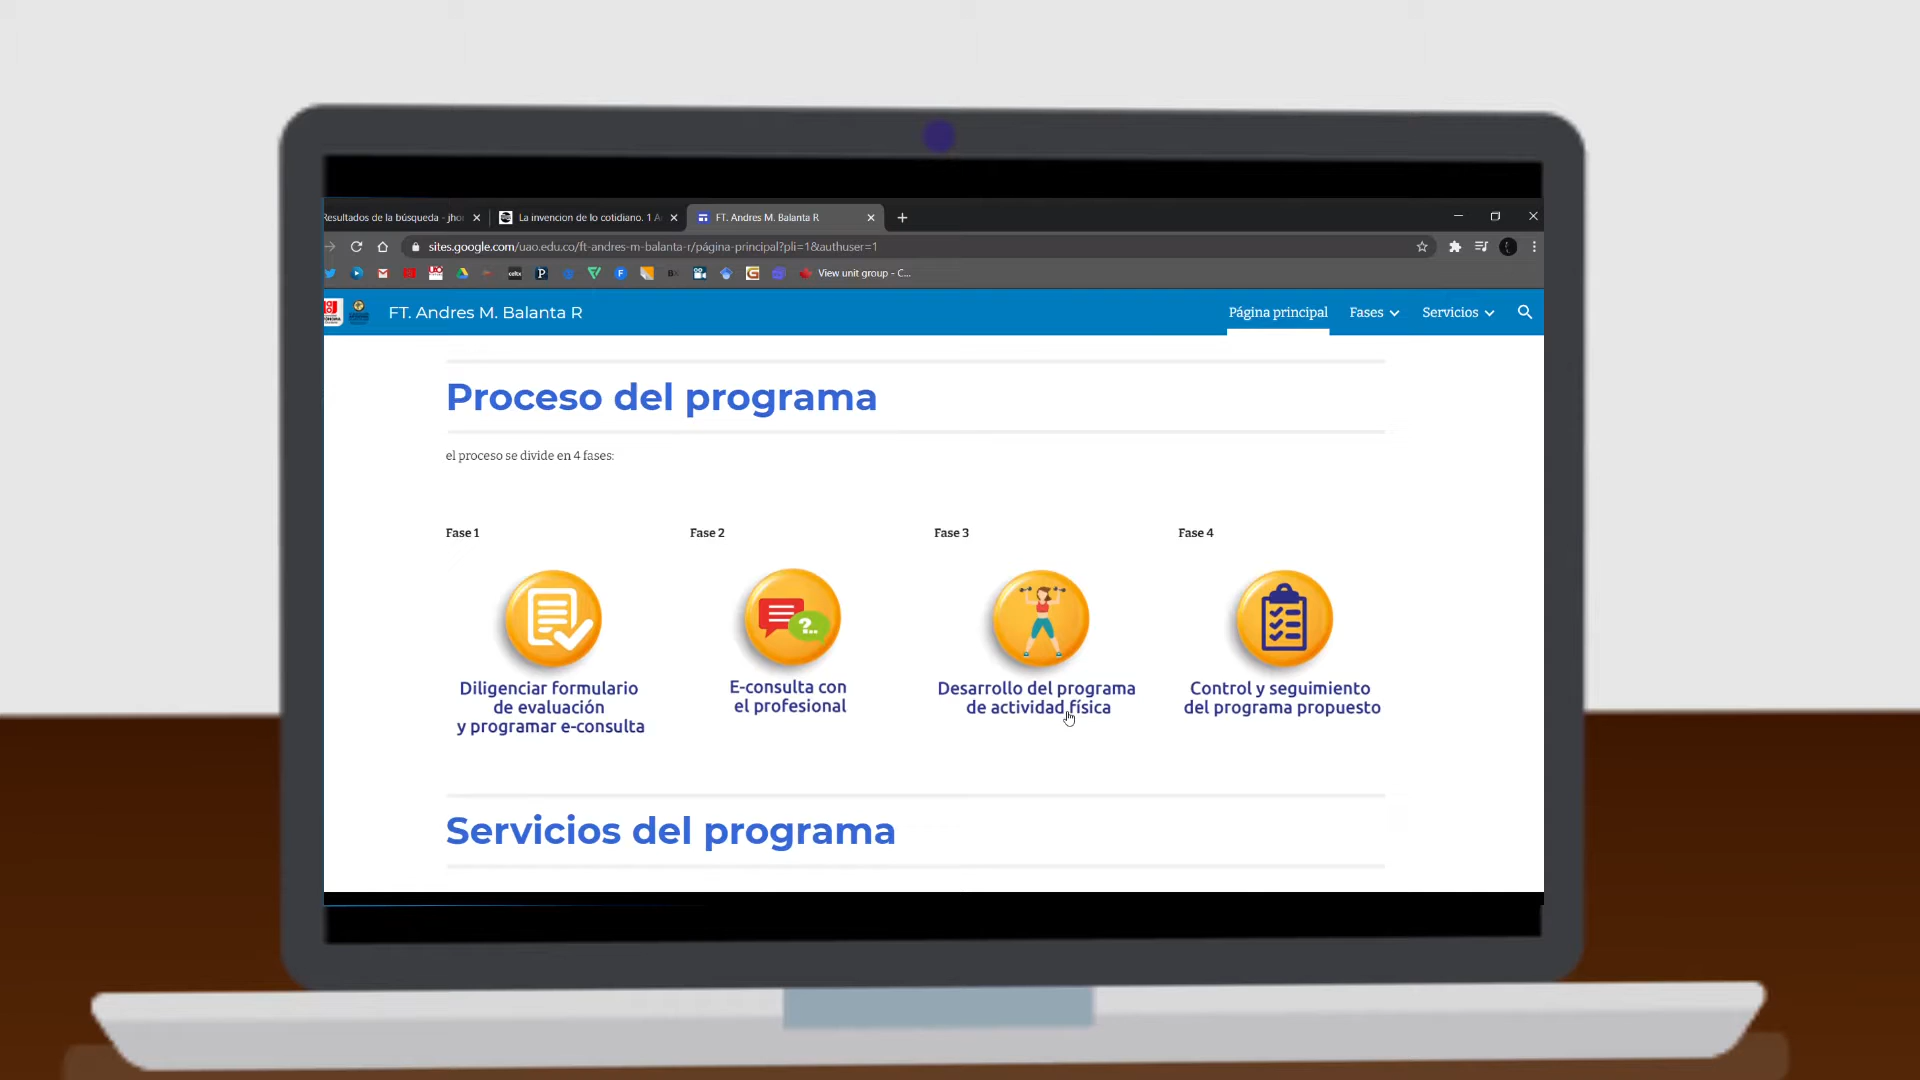 Resultados de la búsqueda - jho
La invencion de lo cotidiano. 1 A
FT. Andres M. Balanta R
sites.google.com/uao.edu.co/ft-andres-m-balanta-r/página-principal?pli=1&authuser=1
View unit group - C...
FT. Andres M. Balanta R
Página principal
Fases
Servicios
Proceso del programa
el proceso se divide en 4 fases:
Fase 1
Fase 2
Fase 3
Fase 4
Diligenciar formulario
de evaluación
y programar e-consulta
E-consulta con
el profesional
Desarrollo del programa
de actividad física
Control y seguimiento
del programa propuesto
Servicios del programa